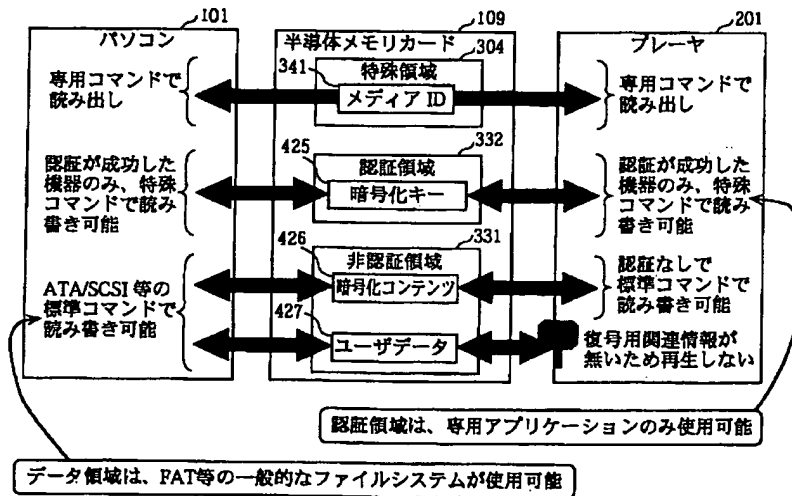 101
109
201
パソコン
半導体メモリカード
プレーヤ
304
特殊領域
341
メディア ID
専用コマンドで
読み出し
専用コマンドで
読み出し
332
認証領域
425
暗号化キー
認証が成功した
機器のみ、特殊
コマンドで読み
書き可能
認証が成功した
機器のみ、特殊
コマンドで読み
書き可能
331
非認証領域
426
暗号化コンテンツ
427
ユーザデータ
ATA/SCSI 等の
標準コマンドで
読み書き可能
認証なしで
標準コマンドで
読み書き可能
復号用関連情報が
無いため再生しない
認証領域は、専用アプリケーションのみ使用可能
データ領域は、FAT等の一般的なファイルシステムが使用可能